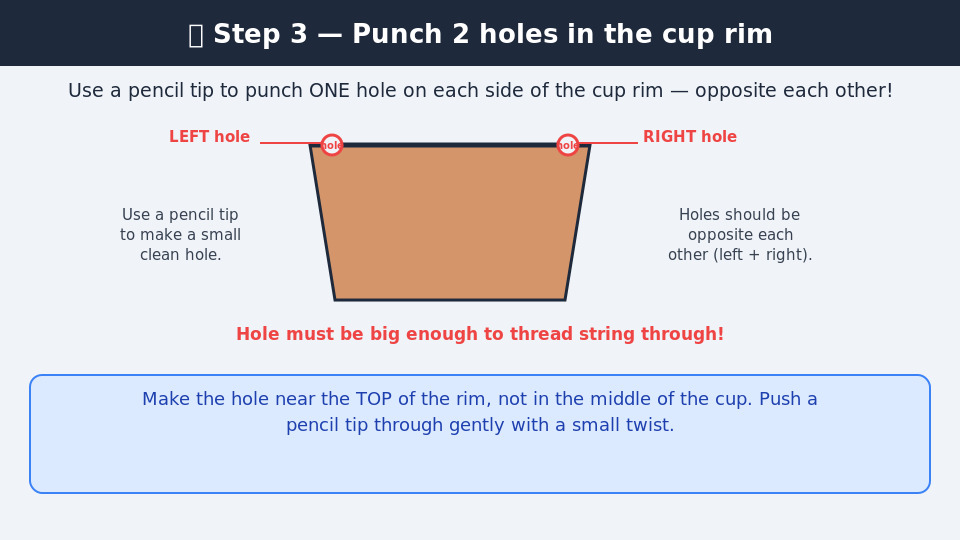 Step 3 — Punch 2 holes in the cup rim
Use a pencil tip to punch ONE hole on each side of the cup rim — opposite each other!
LEFT hole
hole
hole
RIGHT hole
Use a pencil tip
to make a small
clean hole.
Holes should be
opposite each
other (left + right).
Hole must be big enough to thread string through!
Make the hole near the TOP of the rim, not in the middle of the cup. Push a
pencil tip through gently with a small twist.